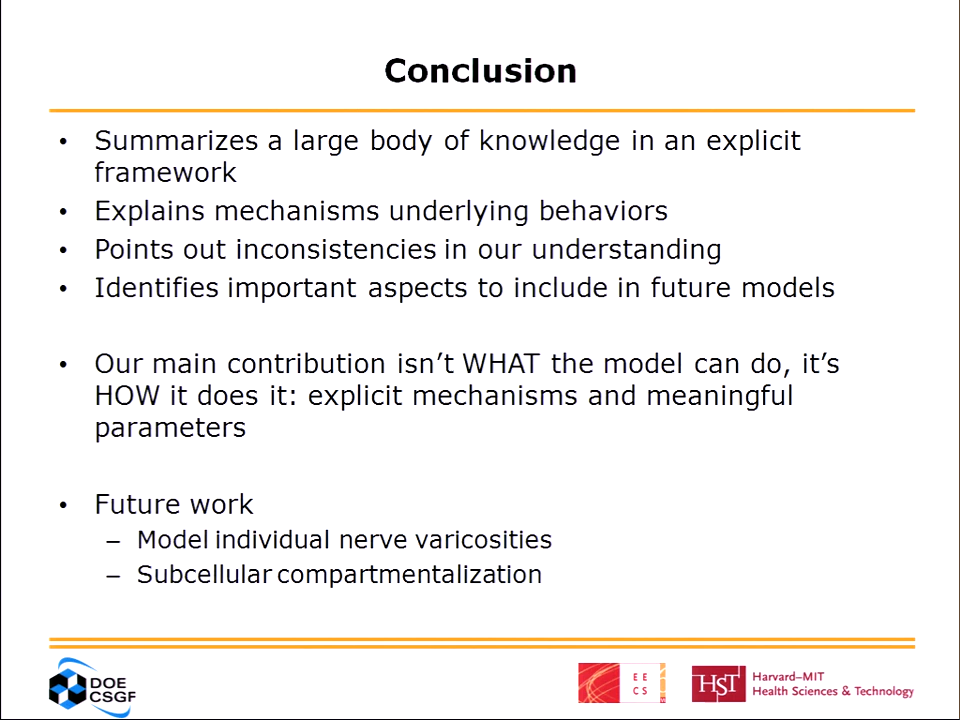 Conclusion
• Summarizes a large body of knowledge in an explicit
framework
• Explains mechanisms underlying behaviors
• Points out inconsistencies in our understanding
• Identifies important aspects to include in future models
• Our main contribution isn’t WHAT the model can do, it’s
HOW it does it: explicit mechanisms and meaningful
parameters
• Future work
– Model individual nerve varicosities
– Subcellular compartmentalization
DOE
CSGF
E E
C S
HST
Harvard–MIT
Health Sciences & Technology